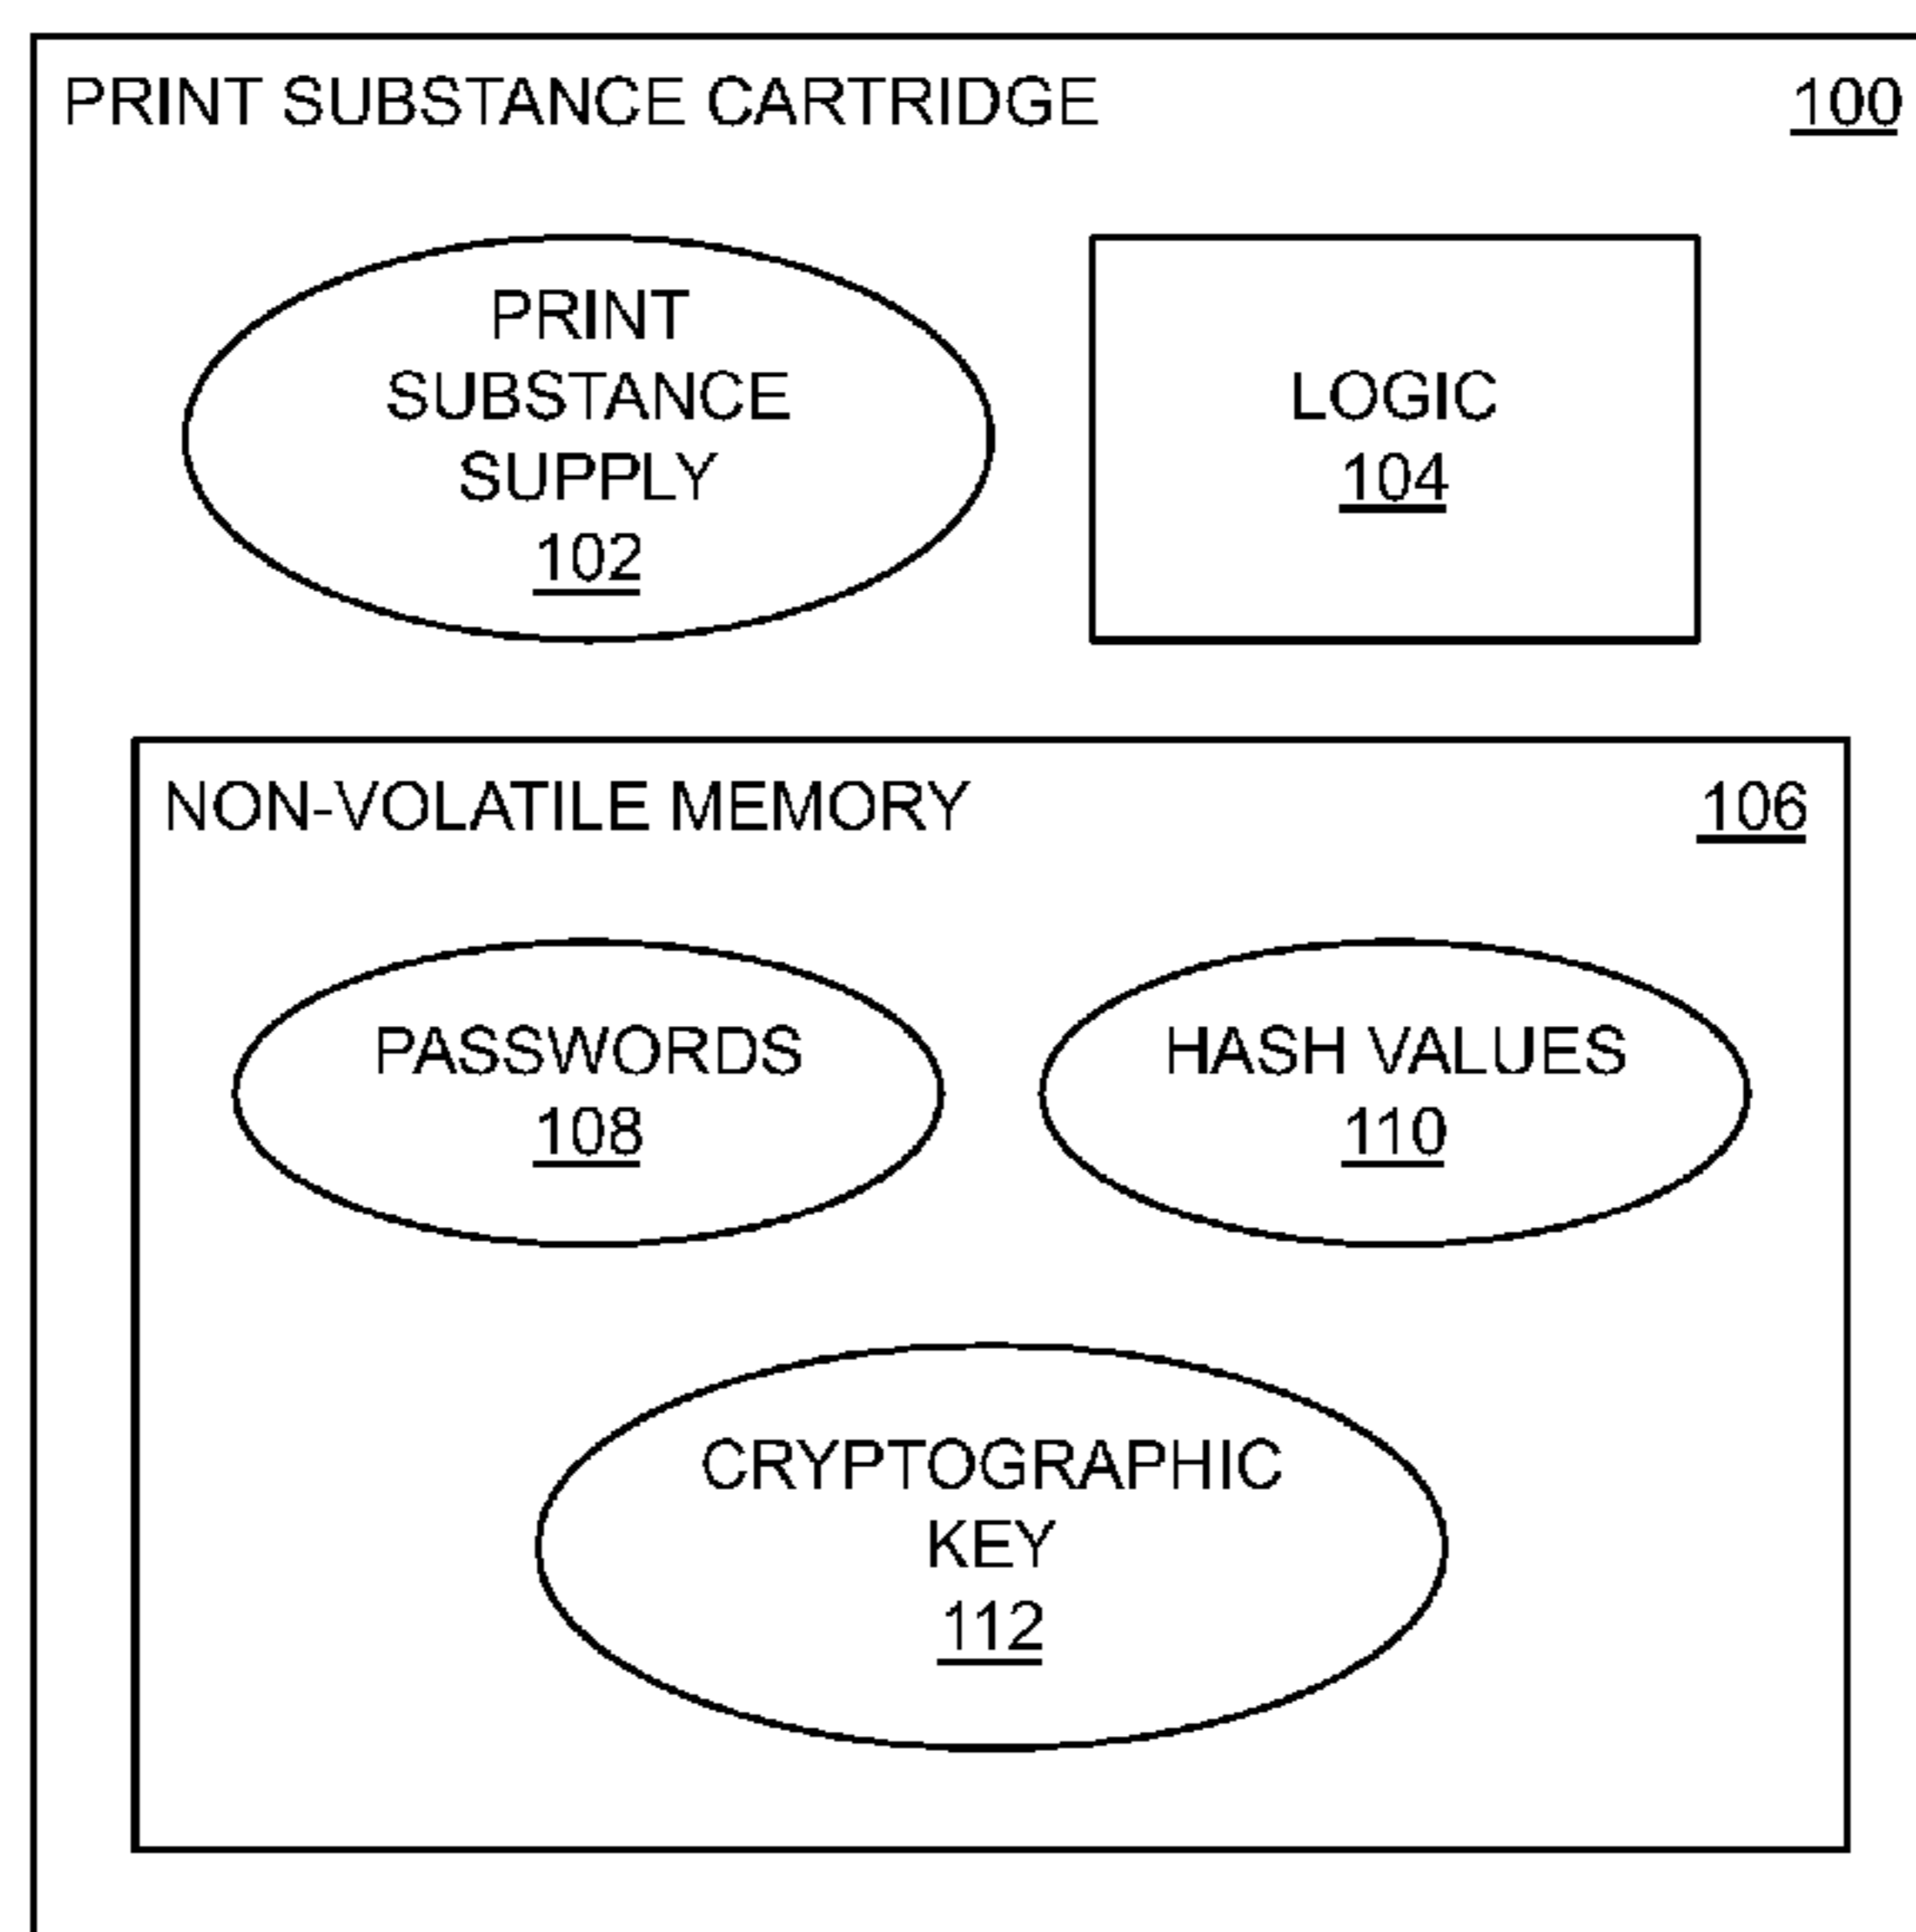 PRINT SUBSTANCE CARTRIDGE 100
PRINT
SUBSTANCE
SUPPLY
102
LOGIC
104
NON-VOLATILE MEMORY 106
PASSWORDS
108
HASH VALUES
110
CRYPTOGRAPHIC
KEY
112